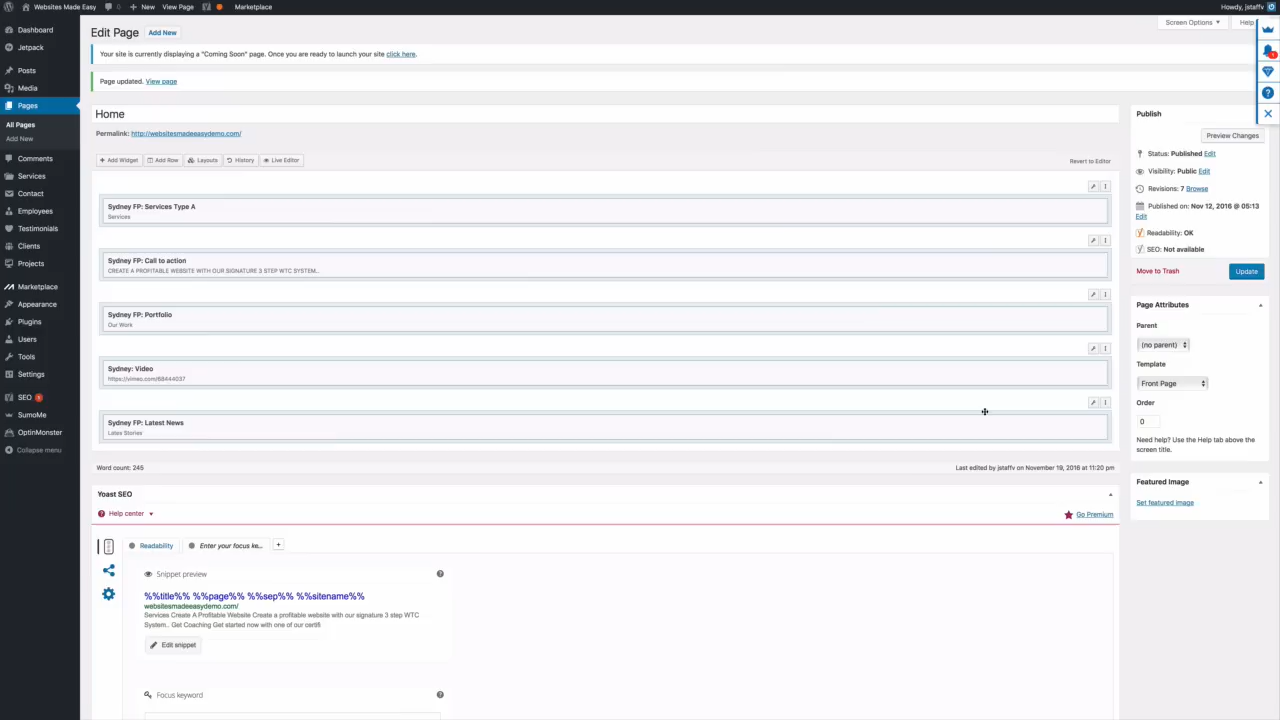 Websites Made Easy 0 New View Page Marketplace Howdy, jstaffv
Dashboard
Jetpack
Posts
Media
Pages
All Pages
Add New
Comments
Services
Contact
Employees
Testimonials
Clients
Projects
Marketplace
Appearance
Plugins
Users
Tools
Settings
SEO
SumoMe
OptinMonster
Collapse menu
Screen Options ▼ Help
Edit Page Add New
Your site is currently displaying a "Coming Soon" page. Once you are ready to launch your site click here.
Page updated. View page
Home
Permalink: http://websitesmadeeasydemo.com/
Add Widget Add Row Layouts History Live Editor Revert to Editor
Sydney FP: Services Type A
Services
Sydney FP: Call to action
CREATE A PROFITABLE WEBSITE WITH OUR SIGNATURE 3 STEP WTC SYSTEM...
Sydney FP: Portfolio
Our Work
Sydney: Video
https://vimeo.com/68444037
Sydney FP: Latest News
Latex Stories
Word count: 245 Last edited by jstaffv on November 19, 2016 at 11:20 pm
Yoast SEO
Help center ▼ Go Premium
Readability Enter your focus ke... +
Snippet preview
%%title%% %%page%% %%sep%% %%sitename%%
websitesmadeeasydemo.com/
Services Create A Profitable Website Create a profitable website with our signature 3 step WTC
System.. Get Coaching Get started now with one of our certifi
Edit snippet
Focus keyword
Publish
Preview Changes
Status: Published Edit
Visibility: Public Edit
Revisions: 7 Browse
Published on: Nov 12, 2016 @ 05:13
Edit
Readability: OK
SEO: Not available
Move to Trash Update
Page Attributes
Parent
(no parent)
Template
Front Page
Order
0
Need help? Use the Help tab above the
screen title.
Featured Image
Set featured image